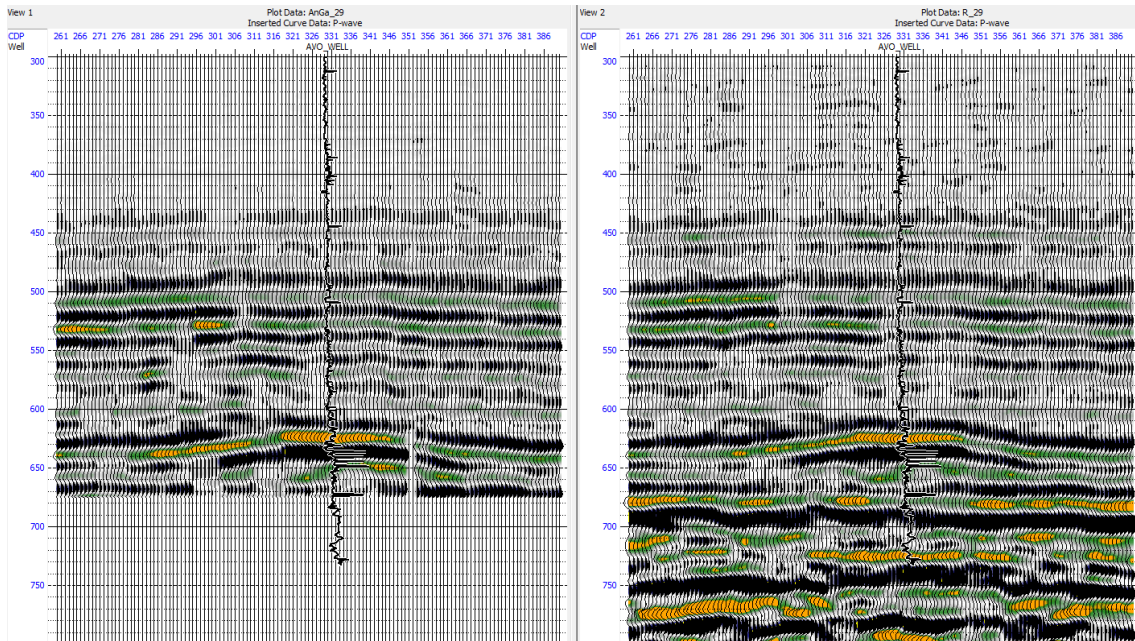 View 1
Plot Data: AnGa_29
Inserted Curve Data: P-wave
CDP 261 266 271 276 281 286 291 296 301 306 311 316 321 326 331 336 341 346 351 356 361 366 371 376 381 386
Well AVO_WELL
300
350
400
450
500
550
600
650
700
750
View 2
Plot Data: R_29
Inserted Curve Data: P-wave
CDP 261 266 271 276 281 286 291 296 301 306 311 316 321 326 331 336 341 346 351 356 361 366 371 376 381 386
Well AVO_WELL
300
350
400
450
500
550
600
650
700
750